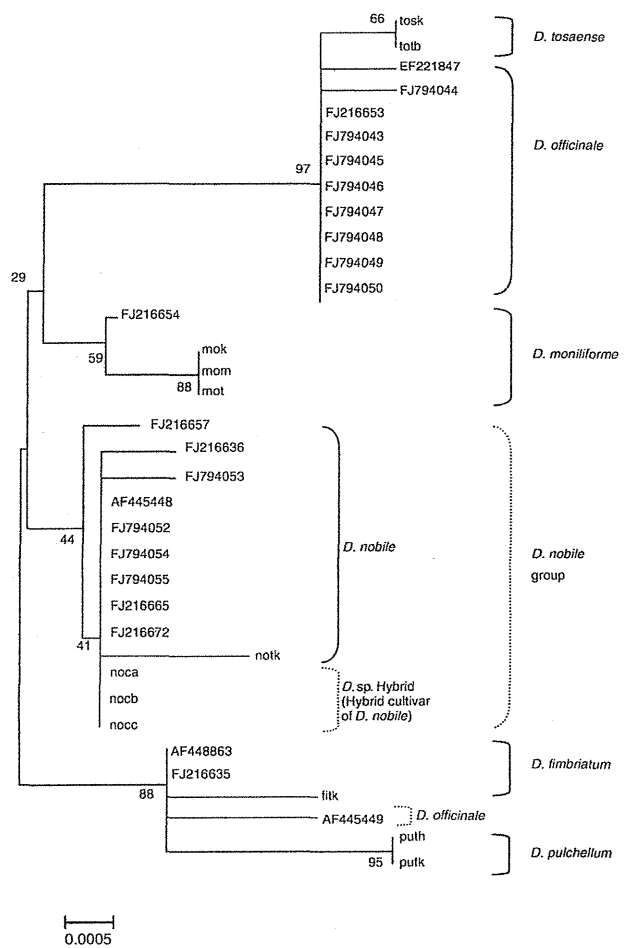 66
tosk
totb
D. tosaense
EF221847
FJ794044
FJ216653
FJ794043
FJ794045
D. officinale
97
FJ794046
FJ794047
FJ794048
FJ794049
FJ794050
29
FJ216654
59
mok
mom
88
mot
D. moniliforme
FJ216657
FJ216636
FJ794053
AF445448
FJ794052
44
FJ794054
FJ794055
FJ216665
FJ216672
41
notk
D. nobile
D. nobile
group
noca
nocb
nocc
D. sp. Hybrid
(Hybrid cultivar
of D. nobile)
AF448863
FJ216635
88
fitk
D. fimbriatum
AF445449
D. officinale
puth
95
putk
D. pulchellum
0.0005